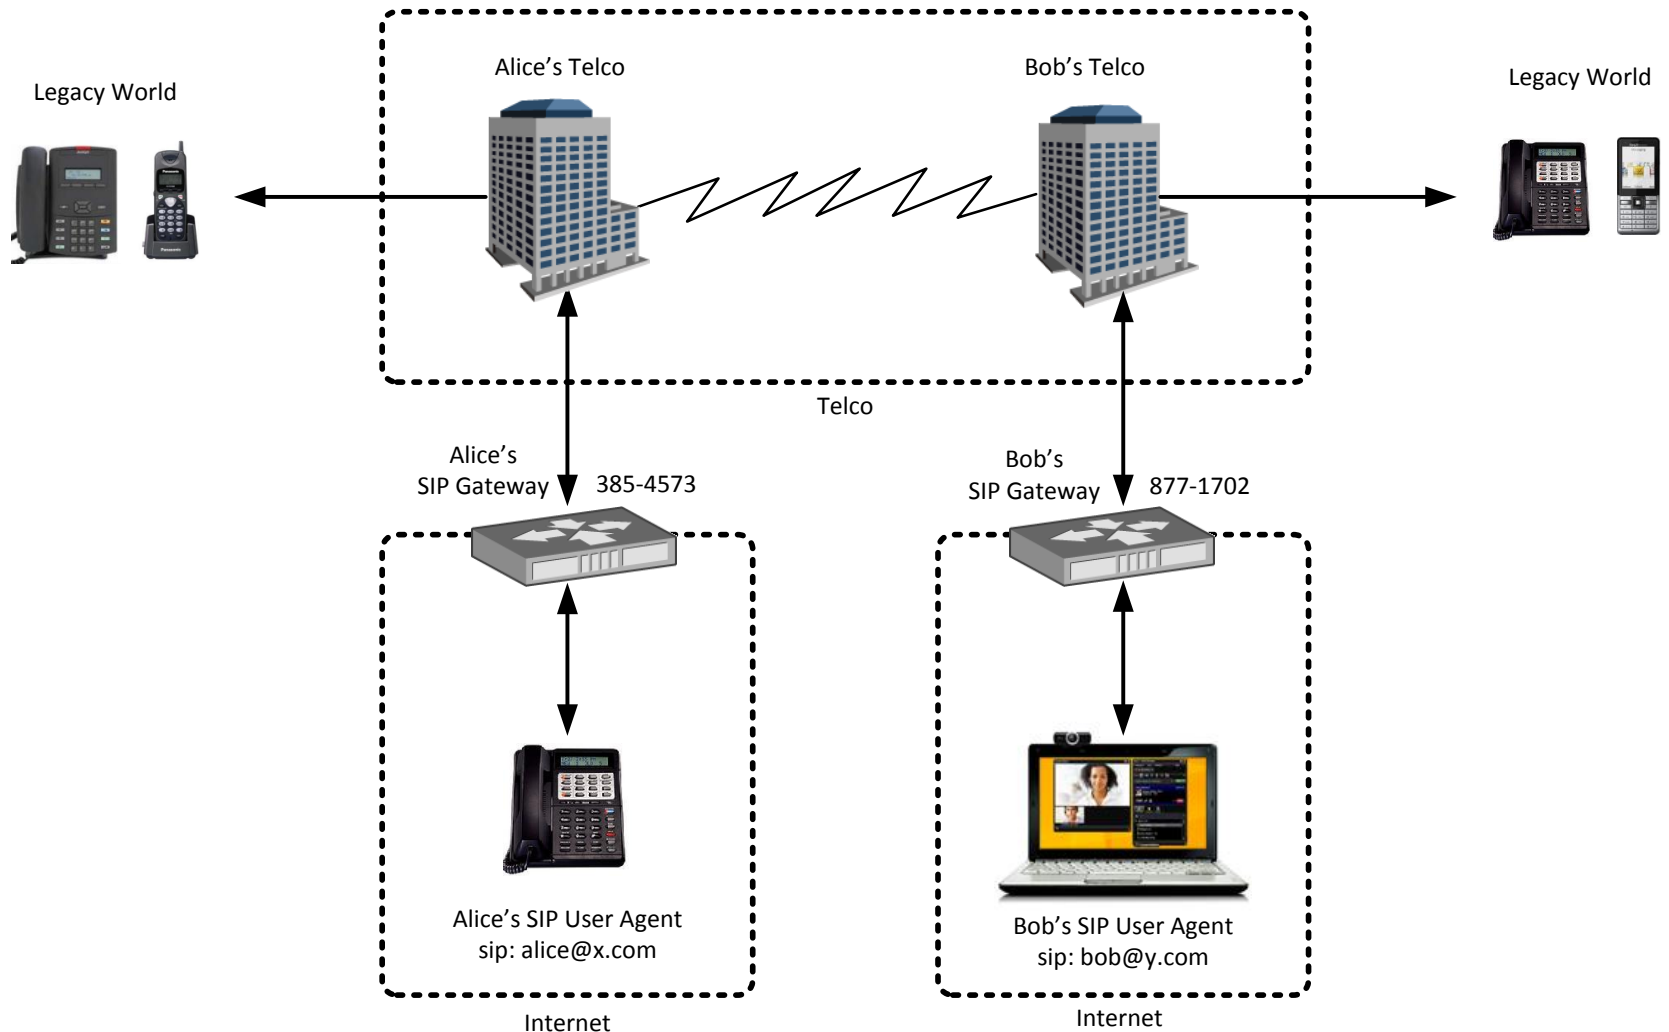 Alice's Telco
Bob's Telco
Legacy World
Legacy World
Telco
Alice's
SIP Gateway
385-4573
Bob's
SIP Gateway
877-1702
Alice's SIP User Agent
sip: alice@x.com
Bob's SIP User Agent
sip: bob@y.com
Internet
Internet